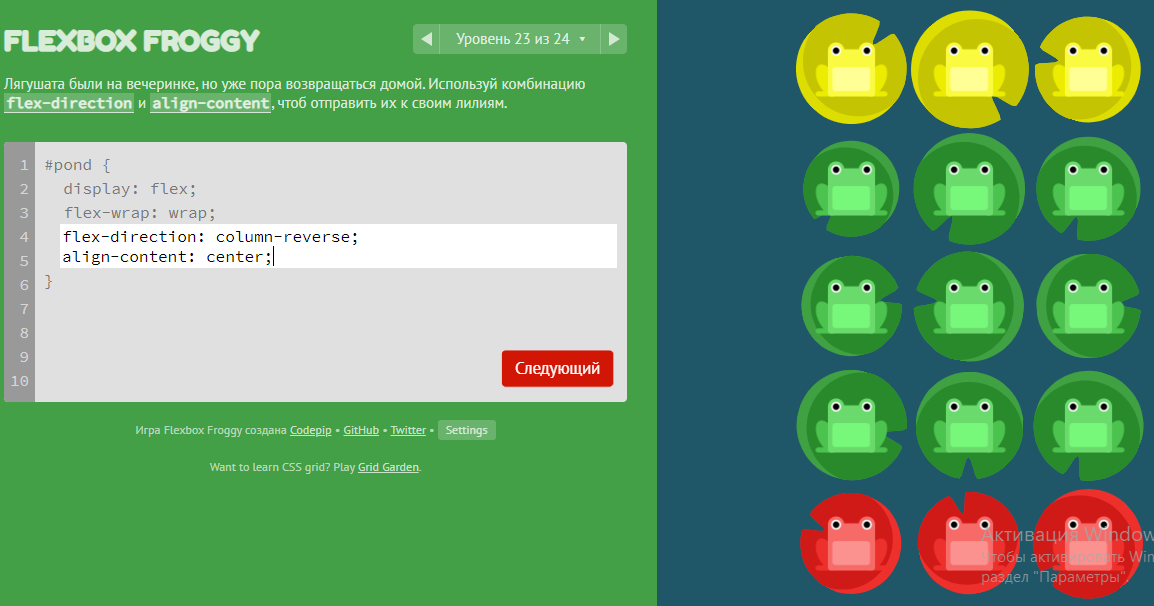 FLEXBOX FROGGY
Уровень 23 из 24
Лягушата были на вечеринке, но уже пора возвращаться домой. Используй комбинацию
flex-direction и align-content, чтоб отправить их к своим лилиям.
1 #pond {
2 display: flex;
3 flex-wrap: wrap;
4 flex-direction: column-reverse;
5 align-content: center;
6 }
7
8
9
10
Следующий
Игра Flexbox Froggy создана Codepip • GitHub • Twitter • Settings
Want to learn CSS grid? Play Grid Garden.
Активация Window
Чтобы активировать Win
раздел "Параметры".